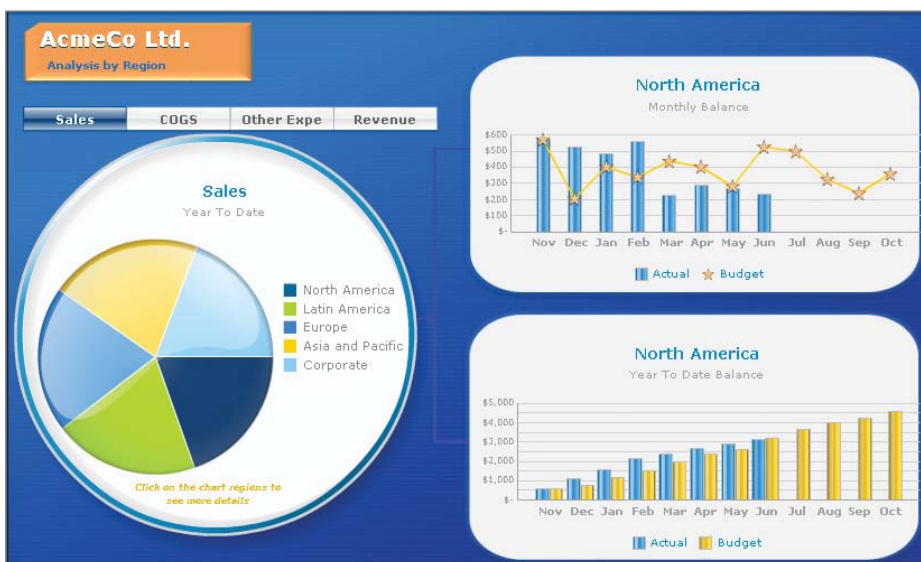 AcmeCo Ltd.
Analysis by Region
Sales COGS Other Expe Revenue
Sales
Year To Date
North America
Latin America
Europe
Asia and Pacific
Corporate
Click on the chart regions to
see more details
North America
Monthly Balance
$600
$500
$400
$300
$200
$100
$-
Nov Dec Jan Feb Mar Apr May Jun Jul Aug Sep Oct
Actual Budget
North America
Year To Date Balance
$5,000
$4,000
$3,000
$2,000
$1,000
$-
Nov Dec Jan Feb Mar Apr May Jun Jul Aug Sep Oct
Actual Budget